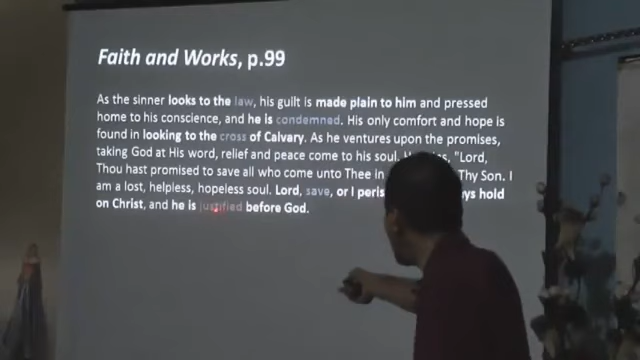 Faith and Works, p.99
As the sinner looks to the law, his guilt is made plain to him and pressed
home to his conscience, and he is condemned. His only comfort and hope is
found in looking to the cross of Calvary. As he ventures upon the promises,
taking God at His word, relief and peace come to his soul. "Lord,
Thou hast promised to save all who come unto Thee in Thy Son. I
am a lost, helpless, hopeless soul. Lord, save, or I hold
on Christ, and he is justified before God.